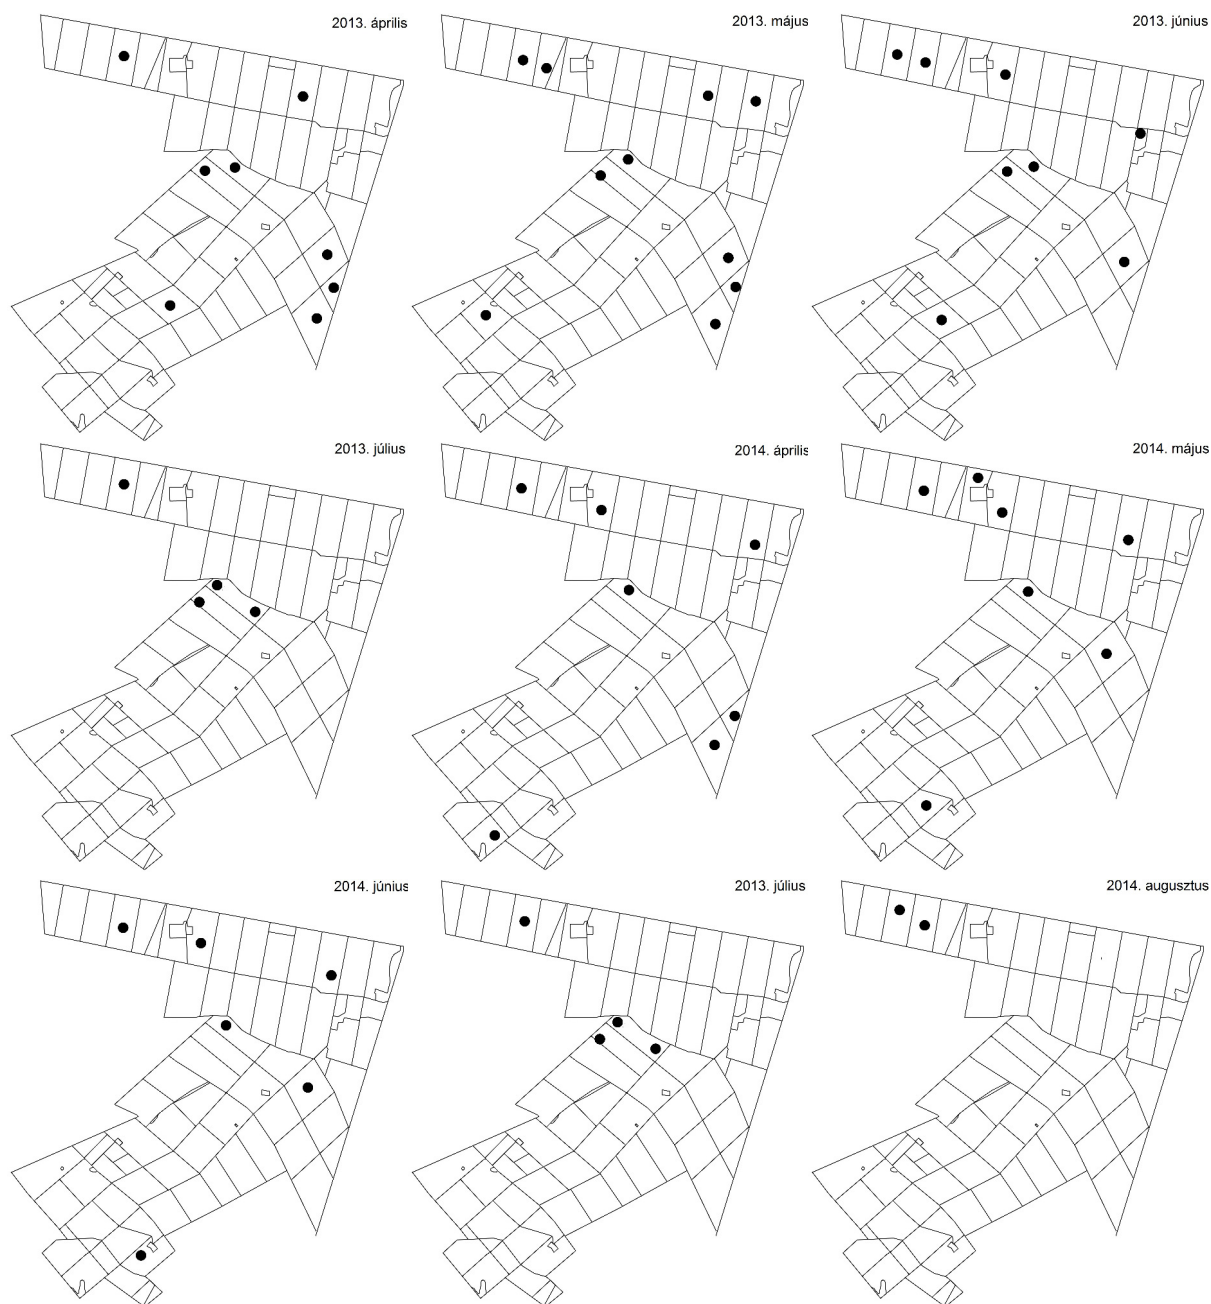 2013. április
2013. május
2013. június
2013. július
2014. április
2014. május
2014. június
2013. július
2014. augusztus